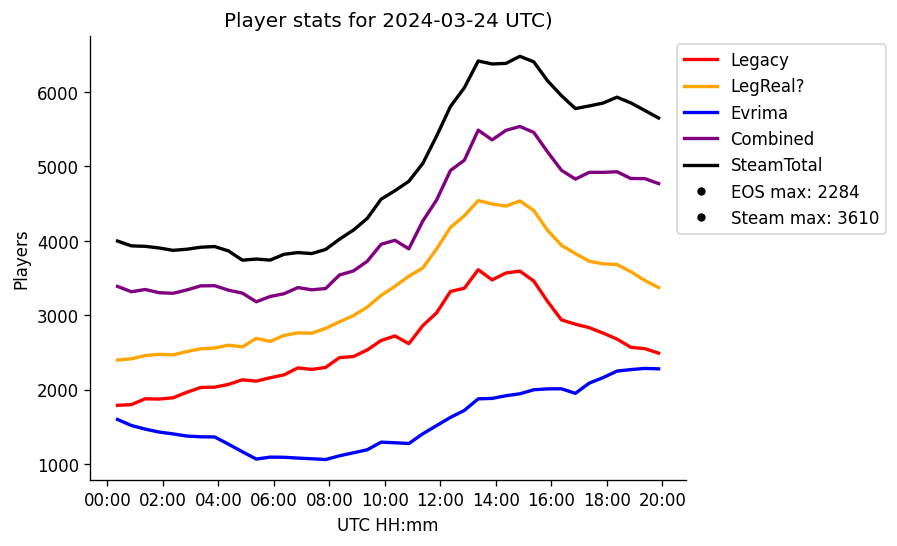 Player stats for 2024-03-24 UTC)
Legacy
LegReal?
Evrima
Combined
SteamTotal
EOS max: 2284
Steam max: 3610
Players
6000
5000
4000
3000
2000
1000
00:00 02:00 04:00 06:00 08:00 10:00 12:00 14:00 16:00 18:00 20:00
UTC HH:mm